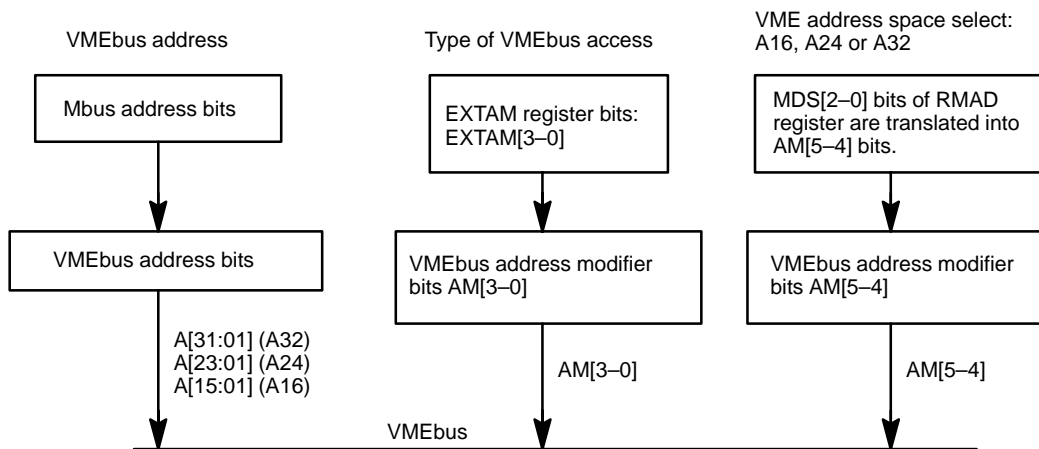 VMEbus address
Type of VMEbus access
VME address space select:
A16, A24 or A32
Mbus address bits
EXTAM register bits:
EXTAM[3–0]
MDS[2–0] bits of RMAD
register are translated into
AM[5–4] bits.
VMEbus address bits
VMEbus address modifier
bits AM[3–0]
VMEbus address modifier
bits AM[5–4]
A[31:01] (A32)
A[23:01] (A24)
A[15:01] (A16)
AM[3–0]
AM[5–4]
VMEbus